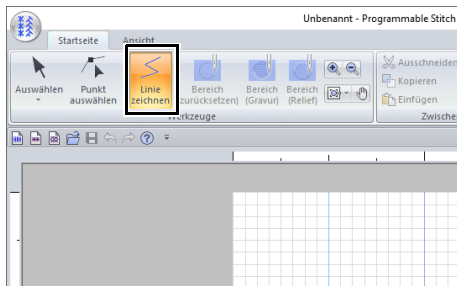 Unbenannt - Programmable Stitch
Startseite Ansicht
Auswählen Punkt auswählen Linie zeichnen Bereich zurücksetzen) Bereich (Gravur) Bereich (Relief)
Ausschneiden
Kopieren
Einfügen
Werkzeuge
Zwische